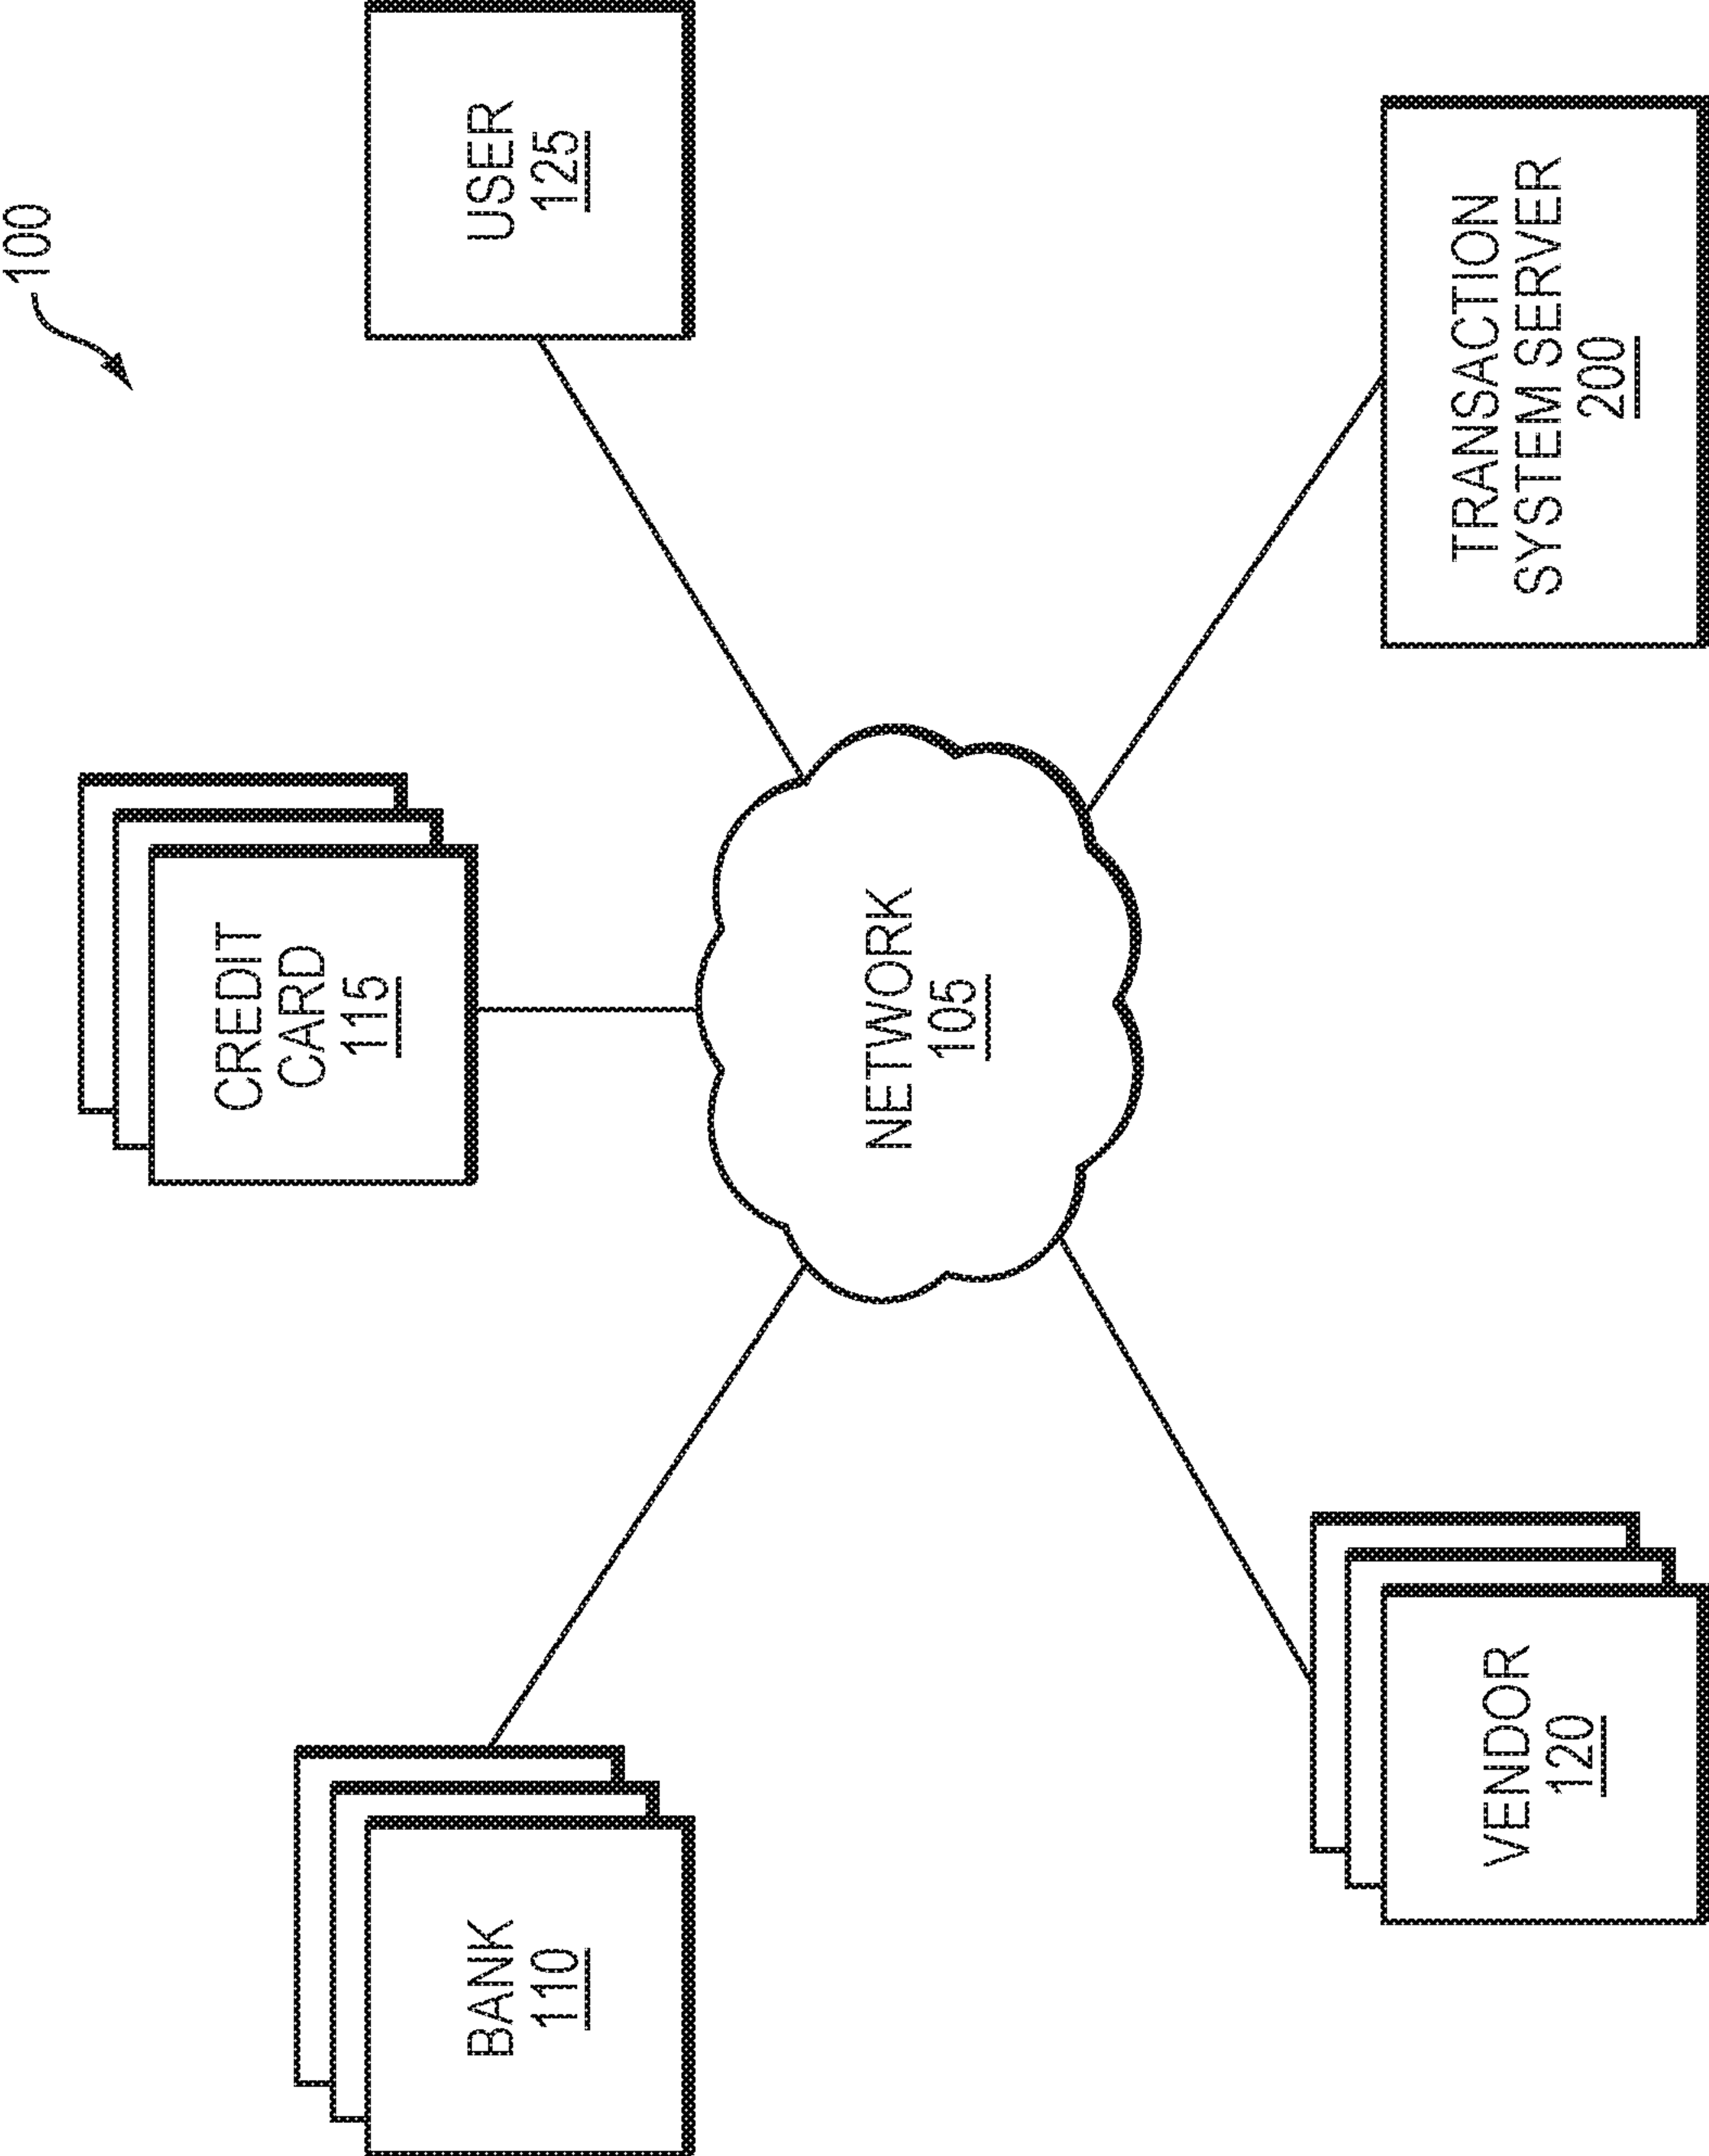 100
CREDIT
CARD
115
BANK
110
USER
125
NETWORK
105
VENDOR
120
TRANSACTION
SYSTEM SERVER
200